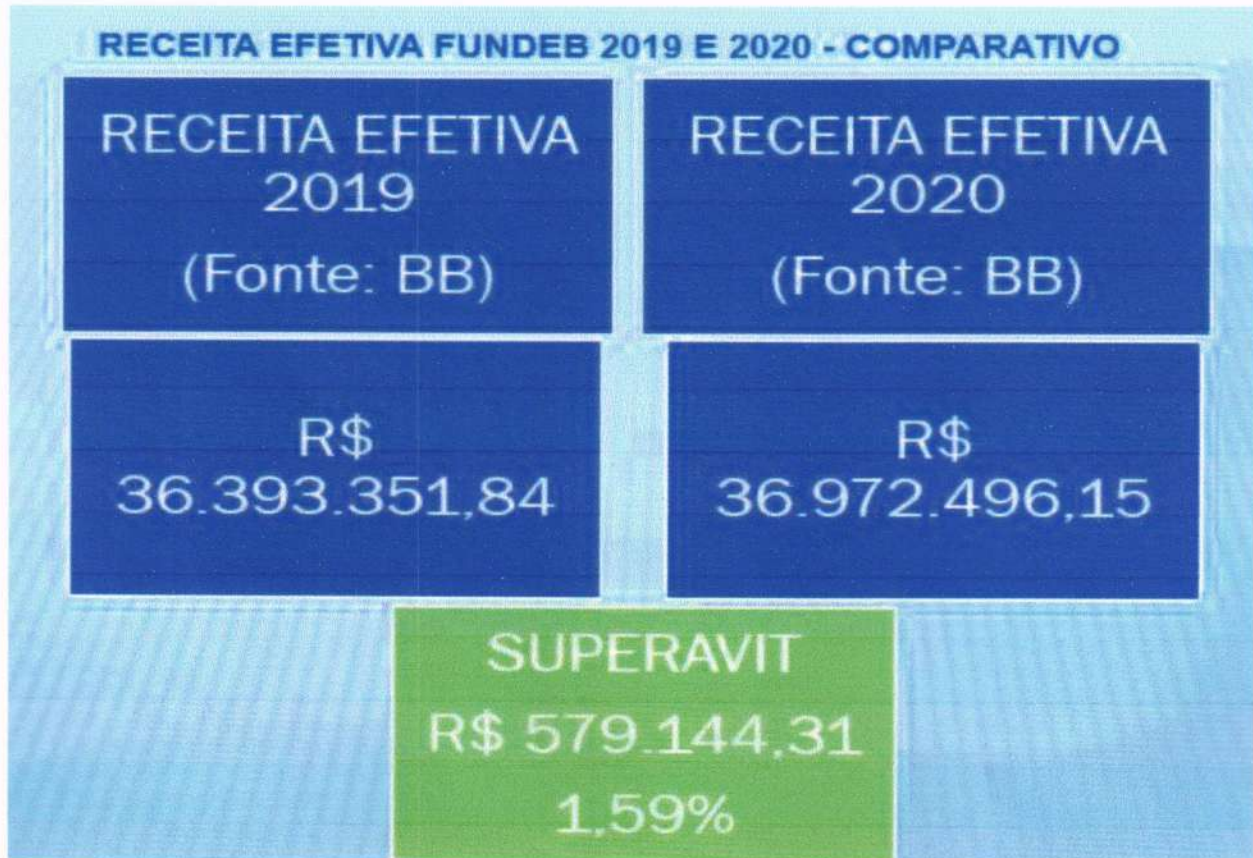 RECEITA EFETIVA FUNDEB 2019 E 2020 - COMPARATIVO
RECEITA EFETIVA
2019
(Fonte: BB)
RECEITA EFETIVA
2020
(Fonte: BB)
R$
36.393.351,84
R$
36.972.496,15
SUPERAVIT
R$ 579.144,31
1,59%